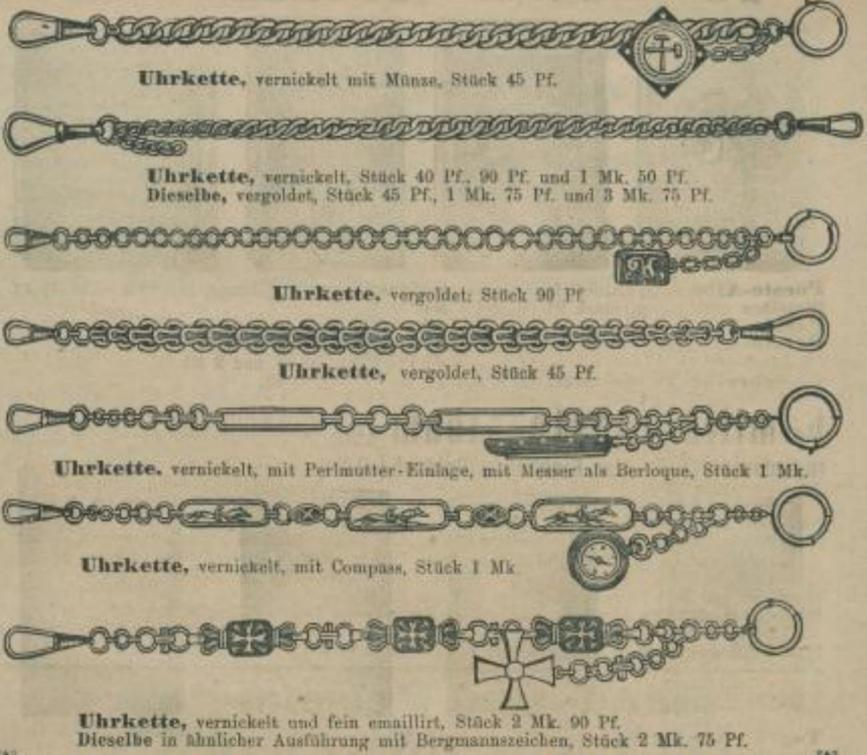 Uhrkette, vernickelt mit Münze, Stück 45 Pf.
Uhrkette, vernickelt, Stück 40 Pf., 90 Pf. und 1 Mk. 50 Pf.
Dieselbe, vergoldet, Stück 45 Pf., 1 Mk. 75 Pf. und 3 Mk. 75 Pf.
Uhrkette, vergoldet, Stück 90 Pf
Uhrkette, vergoldet, Stück 45 Pf.
Uhrkette, vernickelt, mit Perlmutter-Einlage, mit Messer als Berloque, Stück 1 Mk.
Uhrkette, vernickelt, mit Compass, Stück 1 Mk
Uhrkette, vernickelt und fein emaillirt, Stück 2 Mk. 90 Pf.
Dieselbe in ähnlicher Ausführung mit Bergmannszeichen, Stück 2 Mk. 75 Pf.